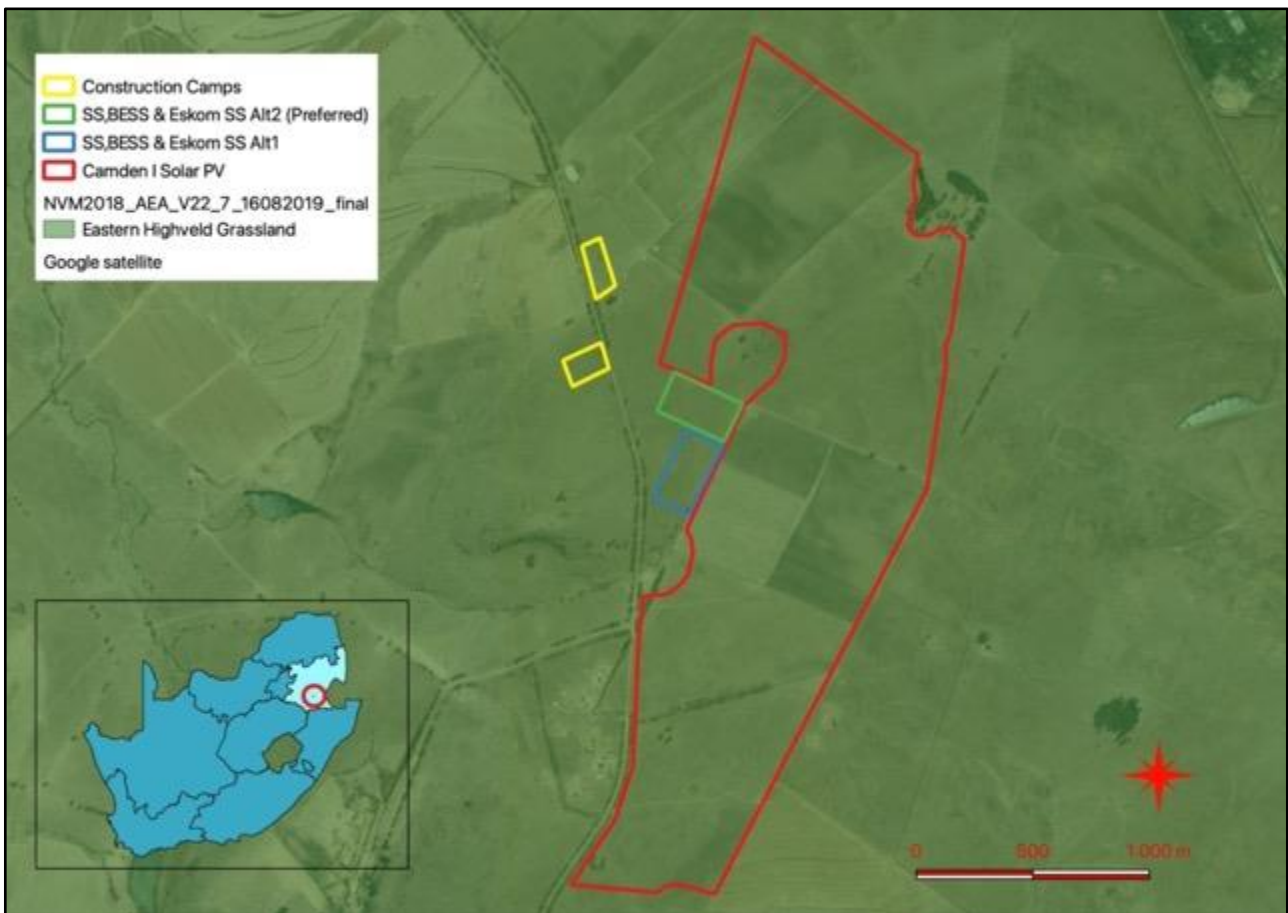 Construction Camps
SS,BESS & Eskom SS Alt2 (Preferred)
SS,BESS & Eskom SS Alt1
Camden I Solar PV
NVM2018_AEA_V22_7_16082019_final
Eastern Highveld Grassland
Google satellite
0 500 1 000 m